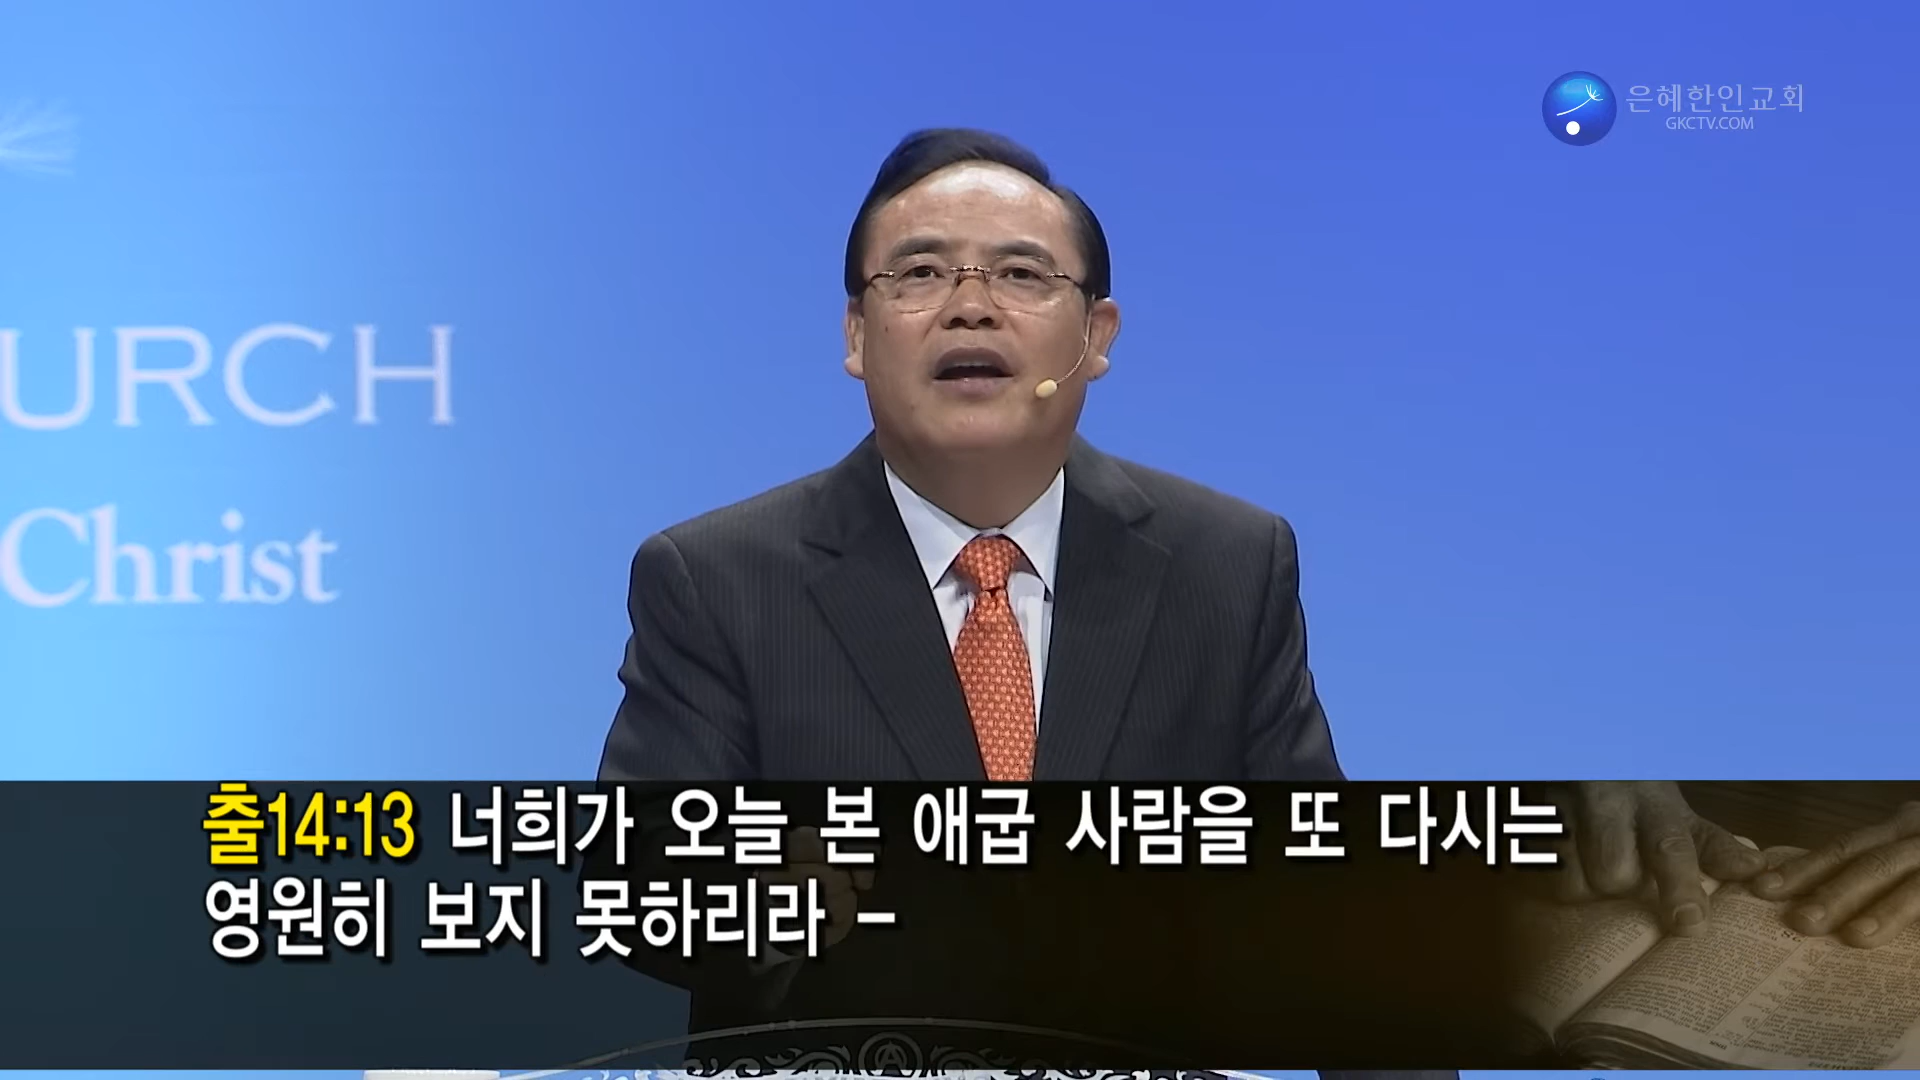 은혜한인교회
GKCTV.COM
URCH
Christ
출14:13 너희가 오늘 본 애굽 사람을 또 다시는
영원히 보지 못하리라 -